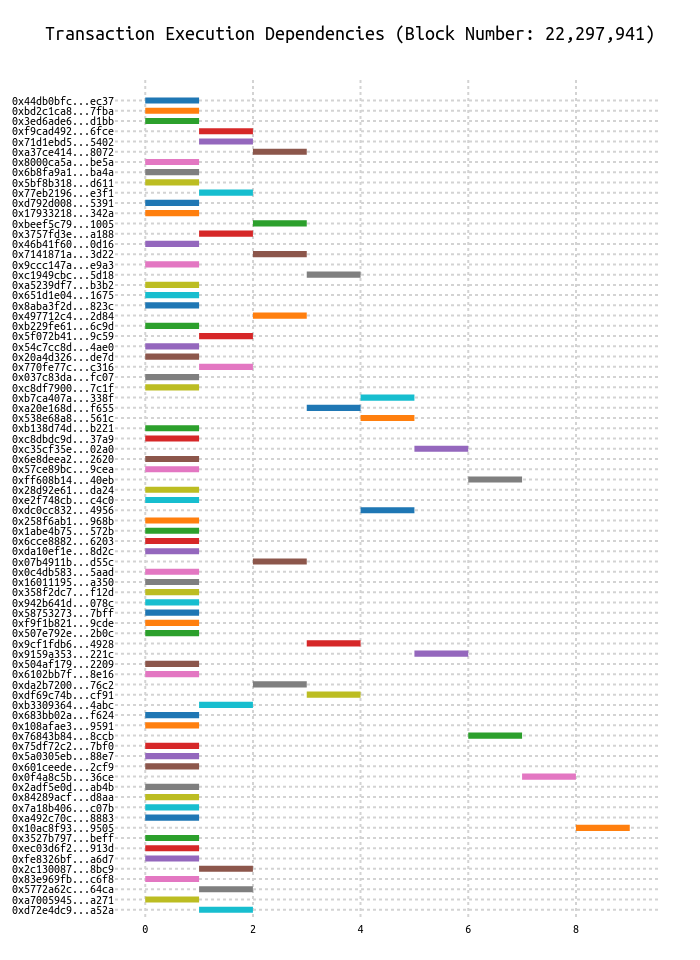 Transaction Execution Dependencies (Block Number: 22,297,941)
0x44db0bfc...ec37
0xbd2c1ca8...7fba
0x3ed6ade6...d1bb
0xf9cad492...6fce
0x71d1ebd5...5402
0xa37ce414...8072
0x8000ca5a...be5a
0x6b8fa9a1...ba4a
0x5bf8b318...d611
0x77eb2196...e3f1
0xd792d008...5391
0x17933218...342a
0xbeef5c79...1005
0x3757fd3e...a188
0x46b41f60...0d16
0x7141871a...3d22
0x9ccc147a...e9a3
0xc1949cbc...5d18
0xa5239df7...b3b2
0x651d1e04...1675
0x8aba3f2d...823c
0x497712c4...2d84
0xb229fe61...6c9d
0x5f072b41...9c59
0x54c7cc8d...4ae0
0x20a4d326...de7d
0x770fe77c...c316
0x037c83da...fc07
0xc8df7900...7c1f
0xb7ca407a...338f
0xa20e168d...f655
0x538e68a8...561c
0xb138d74d...b221
0xc8dbdc9d...37a9
0xc35cf35e...02a0
0x6e8deea2...2620
0x57ce89bc...9cea
0xff608b14...40eb
0x28d92e61...da24
0xe2f748cb...c4c0
0xdc0cc832...4956
0x258f6ab1...968b
0x1abe4b75...572b
0x6cce8882...6203
0xda10ef1e...8d2c
0x07b4911b...d55c
0x0c4db583...5aad
0x16011195...a350
0x358f2dc7...f12d
0x942b641d...078c
0x58753273...7bff
0xf9f1b821...9cde
0x507e792e...2b0c
0x9cf1fdb6...4928
0x9159a353...221c
0x504af179...2209
0x6102bb7f...8e16
0xda2b7200...76c2
0xdf69c74b...cf91
0xb3309364...4abc
0x683bb02a...f624
0x108afae3...9591
0x76843b84...8ccb
0x75df72c2...7bf0
0x5a0305eb...88e7
0x601ceede...2cf9
0x0f4a8c5b...36ce
0x2adf5e0d...ab4b
0x84289acf...d8aa
0x7a18b406...c07b
0xa492c70c...8883
0x10ac8f93...9505
0x3527b797...beff
0xec03d6f2...913d
0xfe8326bf...a6d7
0x2c130087...8bc9
0x83e969fb...c6f8
0x5772a62c...64ca
0xa7005945...a271
0xd72e4dc9...a52a
0 2 4 6 8